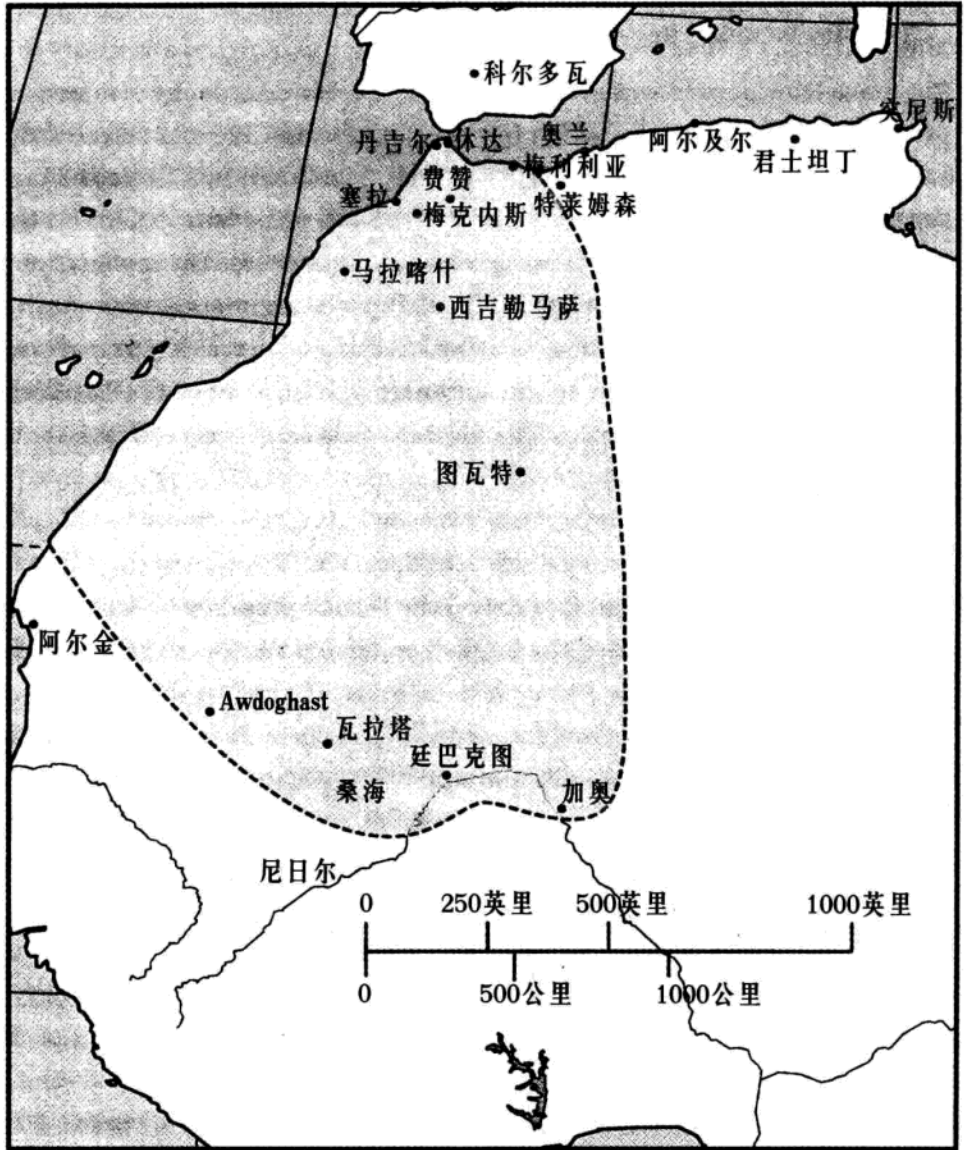 科尔多瓦
突尼斯
丹吉尔
休达
奥兰
阿尔及尔
君士坦丁
梅利利亚
费赞
塞拉
特莱姆森
梅克内斯
马拉喀什
西吉勒马萨
图瓦特
阿尔金
Awdoghast
瓦拉塔
廷巴克图
桑海
加奥
尼日尔
0 250英里 500英里 1000英里
0 500公里 1000公里